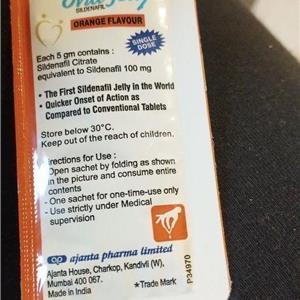 Oral Jelly
SILDENAFIL
ORANGE FLAVOUR
SINGLE
DOSE
Each 5 gm contains :
Sildenafil Citrate
equivalent to Sildenafil 100 mg
• The First Sildenafil Jelly in the World
• Quicker Onset of Action as
Compared to Conventional Tablets
Store below 30°C.
Keep out of the reach of children.
rections for Use :
Open sachet by folding as shown
in the picture and consume entire
contents
- One sachet for one-time-use only
- Use strictly under Medical
supervision
ajanta pharma limited
Ajanta House, Charkop, Kandivli (W),
Mumbai 400 067.
Made in India
*Trade Mark
P34970